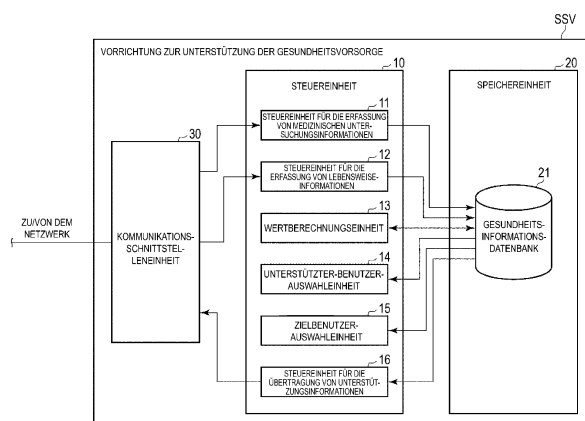 SSV
VORRICHTUNG ZUR UNTERSTÜTZUNG DER GESUNDHEITSVORSORGE
10
20
STEUEREINHEIT
SPEICHEREINHEIT
11
STEUEREINHEIT FÜR DIE ERFASSUNG
VON MEDIZINISCHEN UNTER-
SUCHUNGSINFORMATIONEN
30
12
STEUEREINHEIT FÜR DIE
ERFASSUNG VON LEBENSWEISE-
INFORMATIONEN
21
13
ZU/VON DEM
NETZWERK
KOMMUNIKATIONS-
SCHNITTSTEL-
LENEINHEIT
WERTBERECHNUNGSEINHEIT
GESUNDHEITS-
INFORMATIONS-
DATENBANK
14
UNTERSTÜTZTER-BENUTZER-
AUSWAHLEINHEIT
15
ZIELBENUTZER-
AUSWAHLEINHEIT
16
STEUEREINHEIT FÜR DIE
ÜBERTRAGUNG VON UNTERSTÜT-
ZUNGSINFORMATIONEN